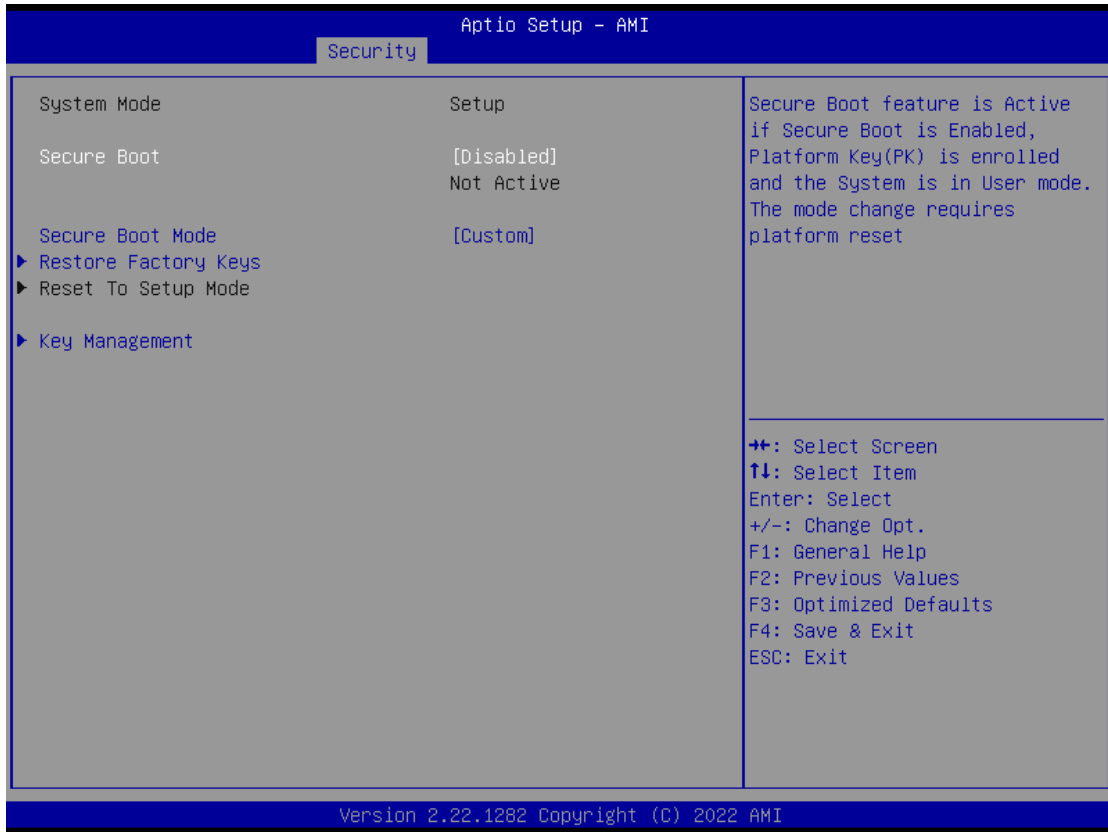 Aptio Setup – AMI
Security
System Mode Setup
Secure Boot [Disabled]
Not Active
Secure Boot Mode [Custom]
Restore Factory Keys
Reset To Setup Mode
Key Management
Secure Boot feature is Active
if Secure Boot is Enabled,
Platform Key(PK) is enrolled
and the System is in User mode.
The mode change requires
platform reset
→←: Select Screen
↑↓: Select Item
Enter: Select
+/-: Change Opt.
F1: General Help
F2: Previous Values
F3: Optimized Defaults
F4: Save & Exit
ESC: Exit
Version 2.22.1282 Copyright (C) 2022 AMI